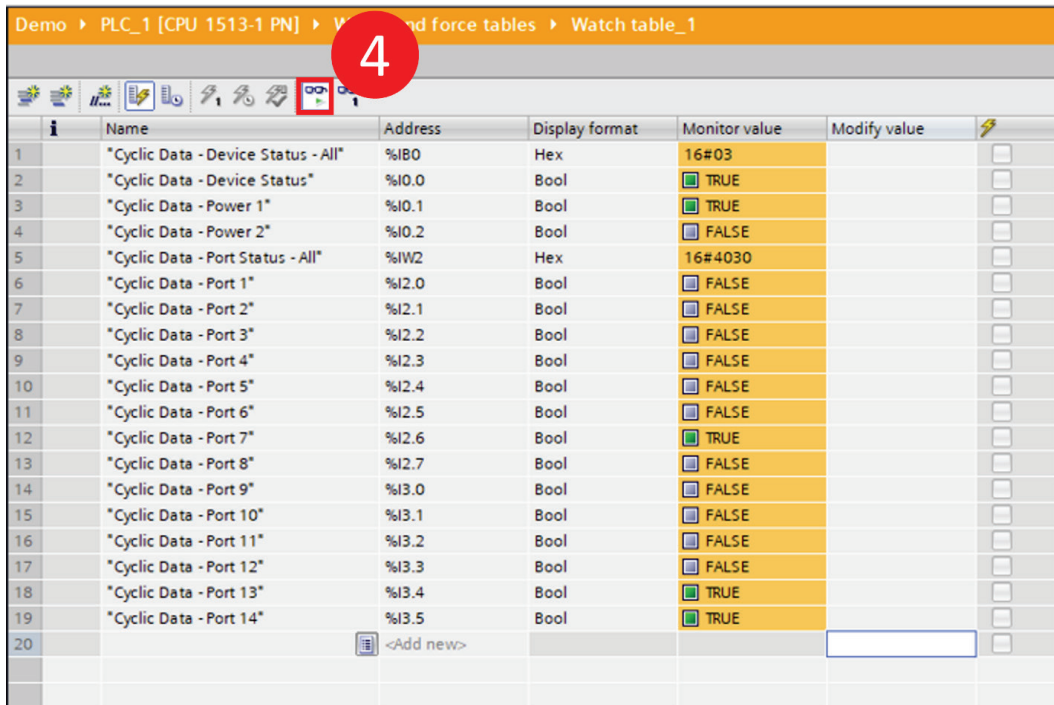 Demo ▸ PLC_1 [CPU 1513-1 PN] ▸ W nd force tables ▸ Watch table_1
4
1
1
i Name Address Display format Monitor value Modify value
1 "Cyclic Data - Device Status - All" %IB0 Hex 16#03
2 "Cyclic Data - Device Status" %I0.0 Bool TRUE
3 "Cyclic Data - Power 1" %I0.1 Bool TRUE
4 "Cyclic Data - Power 2" %I0.2 Bool FALSE
5 "Cyclic Data - Port Status - All" %IW2 Hex 16#4030
6 "Cyclic Data - Port 1" %I2.0 Bool FALSE
7 "Cyclic Data - Port 2" %I2.1 Bool FALSE
8 "Cyclic Data - Port 3" %I2.2 Bool FALSE
9 "Cyclic Data - Port 4" %I2.3 Bool FALSE
10 "Cyclic Data - Port 5" %I2.4 Bool FALSE
11 "Cyclic Data - Port 6" %I2.5 Bool FALSE
12 "Cyclic Data - Port 7" %I2.6 Bool TRUE
13 "Cyclic Data - Port 8" %I2.7 Bool FALSE
14 "Cyclic Data - Port 9" %I3.0 Bool FALSE
15 "Cyclic Data - Port 10" %I3.1 Bool FALSE
16 "Cyclic Data - Port 11" %I3.2 Bool FALSE
17 "Cyclic Data - Port 12" %I3.3 Bool FALSE
18 "Cyclic Data - Port 13" %I3.4 Bool TRUE
19 "Cyclic Data - Port 14" %I3.5 Bool TRUE
20 <Add new>